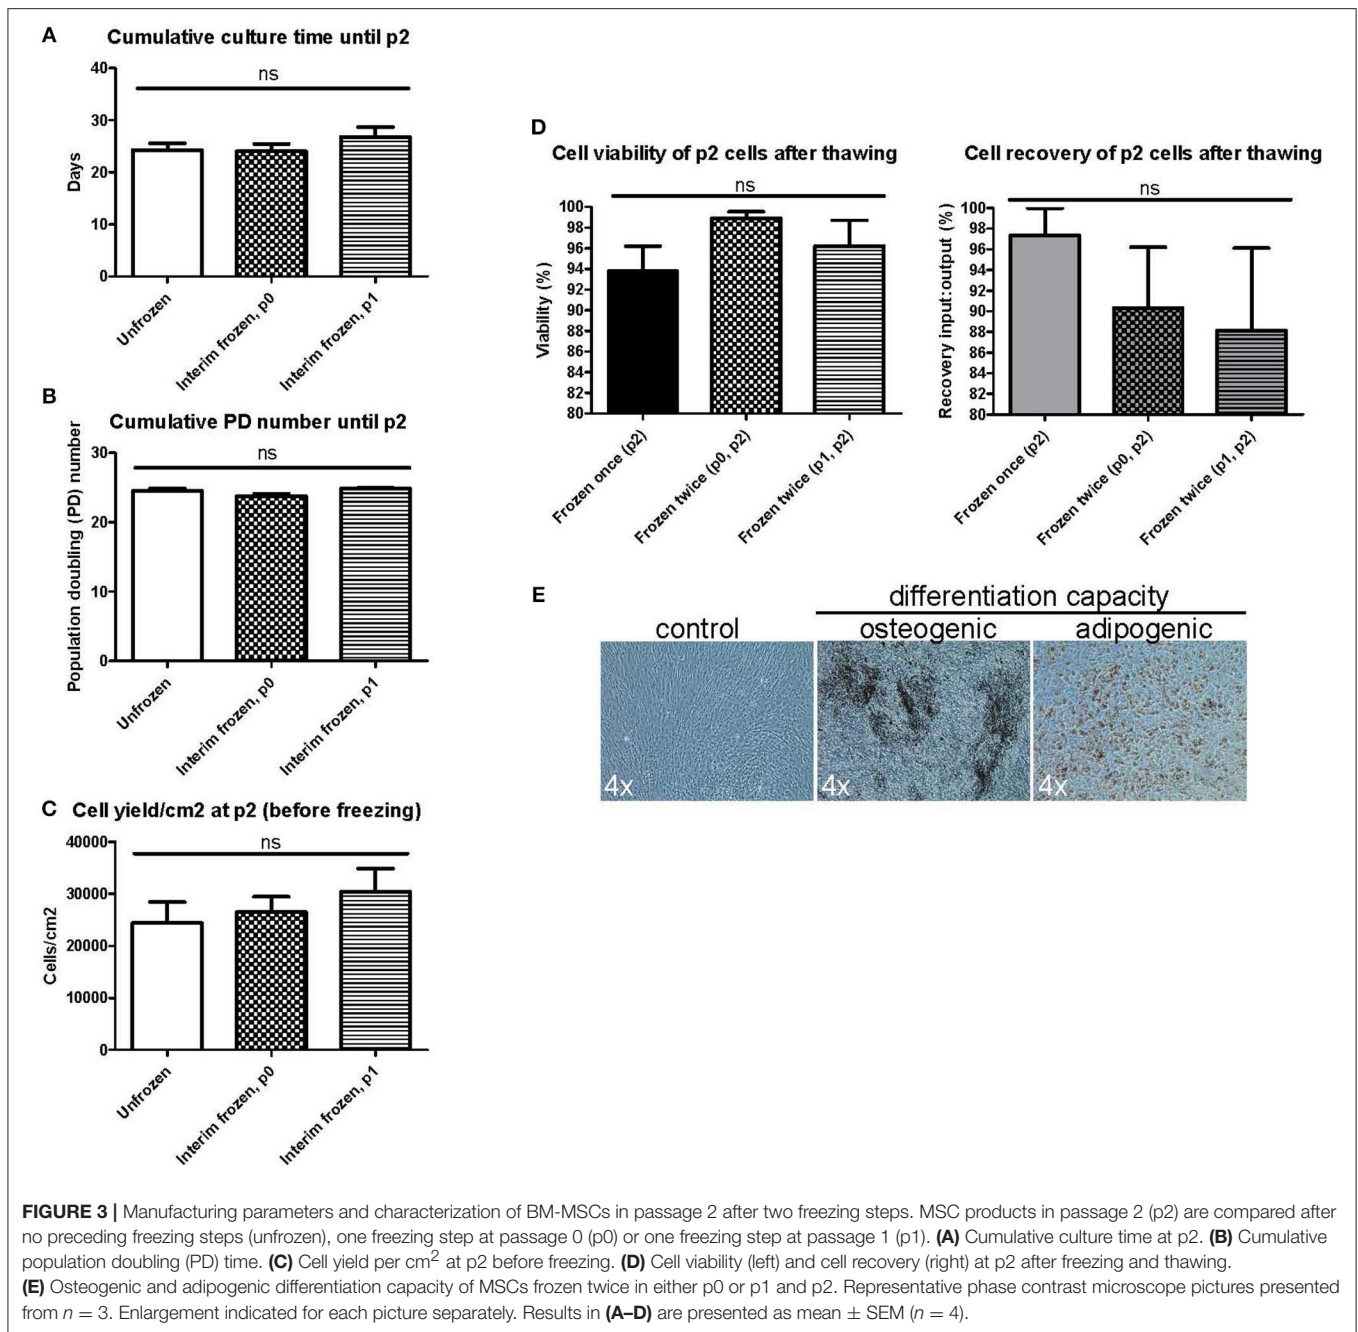 A
Cumulative culture time until p2
ns
40
30
20
10
0
Days
Unfrozen
Interim frozen, p0
Interim frozen, p1
B
Cumulative PD number until p2
ns
30
20
10
0
Population doubling (PD) number
Unfrozen
Interim frozen, p0
Interim frozen, p1
C
Cell yield/cm2 at p2 (before freezing)
ns
40000
30000
20000
10000
0
Cells/cm2
Unfrozen
Interim frozen, p0
Interim frozen, p1
D
Cell viability of p2 cells after thawing
ns
100
98
96
94
92
90
88
86
84
82
80
Viability (%)
Frozen once (p2)
Frozen twice (p0, p2)
Frozen twice (p1, p2)
Cell recovery of p2 cells after thawing
ns
100
98
96
94
92
90
88
86
84
82
80
Recovery input:output (%)
Frozen once (p2)
Frozen twice (p0, p2)
Frozen twice (p1, p2)
E
differentiation capacity
control osteogenic adipogenic
4x 4x 4x
FIGURE 3 | Manufacturing parameters and characterization of BM-MSCs in passage 2 after two freezing steps. MSC products in passage 2 (p2) are compared after
no preceding freezing steps (unfrozen), one freezing step at passage 0 (p0) or one freezing step at passage 1 (p1). (A) Cumulative culture time at p2. (B) Cumulative
population doubling (PD) time. (C) Cell yield per cm² at p2 before freezing. (D) Cell viability (left) and cell recovery (right) at p2 after freezing and thawing.
(E) Osteogenic and adipogenic differentiation capacity of MSCs frozen twice in either p0 or p1 and p2. Representative phase contrast microscope pictures presented
from n = 3. Enlargement indicated for each picture separately. Results in (A–D) are presented as mean ± SEM (n = 4).